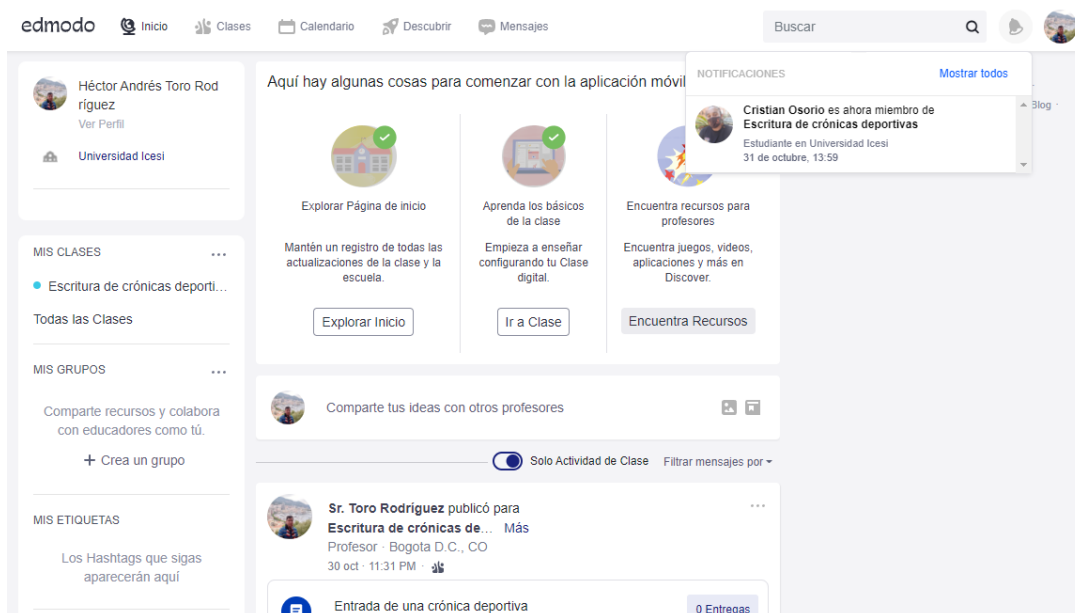 edmodo
Inicio
Clases
Calendario
Descubrir
Mensajes
Buscar
Héctor Andrés Toro Rod
ríguez
Ver Perfil
Universidad Icesi
MIS CLASES
Escritura de crónicas deporti...
Todas las Clases
MIS GRUPOS
Comparte recursos y colabora
con educadores como tú.
+ Crea un grupo
MIS ETIQUETAS
Los Hashtags que sigas
aparecerán aquí
Aquí hay algunas cosas para comenzar con la aplicación móvil
Explorar Página de inicio
Mantén un registro de todas las
actualizaciones de la clase y la
escuela.
Explorar Inicio
Aprenda los básicos
de la clase
Empieza a enseñar
configurando tu Clase
digital.
Ir a Clase
Encuentra recursos para
profesores
Encuentra juegos, videos,
aplicaciones y más en
Discover.
Encuentra Recursos
Comparte tus ideas con otros profesores
Solo Actividad de Clase
Filtrar mensajes por
Sr. Toro Rodríguez publicó para
Escritura de crónicas de... Más
Profesor · Bogota D.C., CO
30 oct · 11:31 PM ·
Entrada de una crónica deportiva
0 Entregas
NOTIFICACIONES
Mostrar todos
Cristian Osorio es ahora miembro de
Escritura de crónicas deportivas
Estudiante en Universidad Icesi
31 de octubre, 13:59
Blog ·